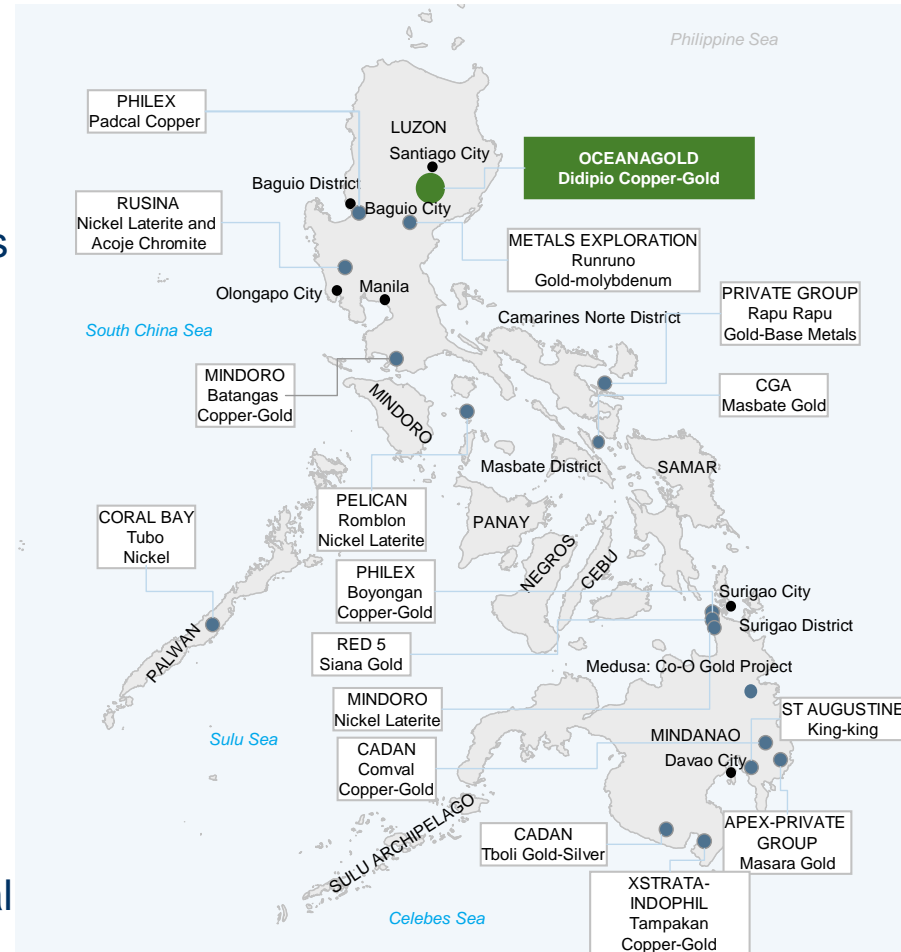 Philippine Sea
PHILEX
Padcal Copper
LUZON
Santiago City
OCEANAGOLD
Didipio Copper-Gold
Baguio District
Baguio City
RUSINA
Nickel Laterite and
Acoje Chromite
METALS EXPLORATION
Runruno
Gold-molybdenum
s
Olongapo City
Manila
PRIVATE GROUP
Rapu Rapu
Gold-Base Metals
Camarines Norte District
South China Sea
MINDORO
Batangas
Copper-Gold
MINDORO
CGA
Masbate Gold
Masbate District
SAMAR
PELICAN
Romblon
Nickel Laterite
PANAY
CORAL BAY
Tubo
Nickel
NEGROS
CEBU
PHILEX
Boyongan
Copper-Gold
Surigao City
Surigao District
PALWAN
RED 5
Siana Gold
Medusa: Co-O Gold Project
MINDORO
Nickel Laterite
ST AUGUSTINE
King-king
Sulu Sea
MINDANAO
Davao City
CADAN
Comval
Copper-Gold
SULU ARCHIPELAGO
CADAN
Tboli Gold-Silver
APEX-PRIVATE
GROUP
Masara Gold
XSTRATA-
INDOPHIL
Tampakan
Copper-Gold
al
Celebes Sea